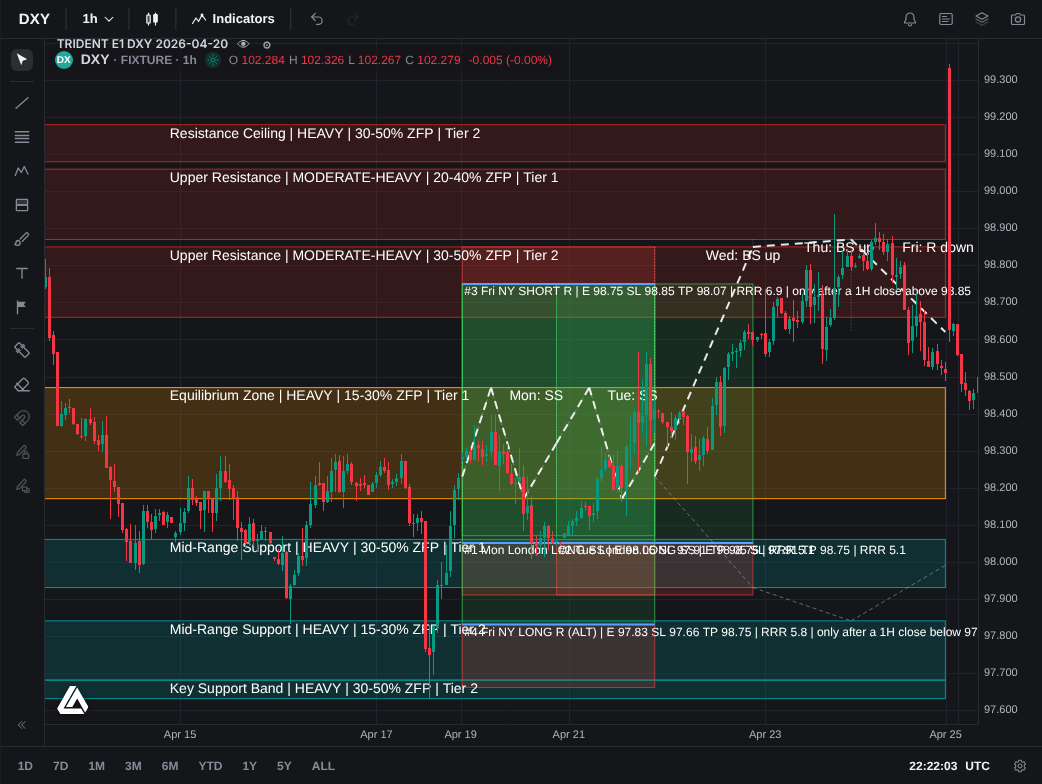 DXY 1h Indicators
TRIDENT E1 DXY 2026-04-20
DX DXY · FIXTURE · 1h O 102.284 H 102.326 L 102.267 C 102.279 -0.005 (-0.00%)
99.300
99.200
Resistance Ceiling | HEAVY | 30-50% ZFP | Tier 2
99.100
Upper Resistance | MODERATE-HEAVY | 20-40% ZFP | Tier 1
99.000
98.900
Thu: BS up
Fri: R down
Upper Resistance | MODERATE-HEAVY | 30-50% ZFP | Tier 2
Wed: BS up
98.800
#3 Fri NY SHORT R | E 98.75 SL 98.85 TP 98.07 | RRR 6.9 | only after a 1H close above 98.85
98.700
98.600
98.500
Equilibrium Zone | HEAVY | 15-30% ZFP | Tier 1
Mon: SS
Tue: SS
98.400
98.300
98.200
98.100
Mid-Range Support | HEAVY | 30-50% ZFP | Tier 1
#1 Mon London LONG
TP 98.75 | RRR 5.1
98.000
97.900
Mid-Range Support | HEAVY | 15-30% ZFP | Tier 2
#4 Fri NY LONG R (ALT) | E 97.83 SL 97.66 TP 98.75 | RRR 5.8 | only after a 1H close below 97
97.800
97.700
Key Support Band | HEAVY | 30-50% ZFP | Tier 2
97.600
Apr 15 Apr 17 Apr 19 Apr 21 Apr 23 Apr 25
1D 7D 1M 3M 6M YTD 1Y 5Y ALL 22:22:03 UTC